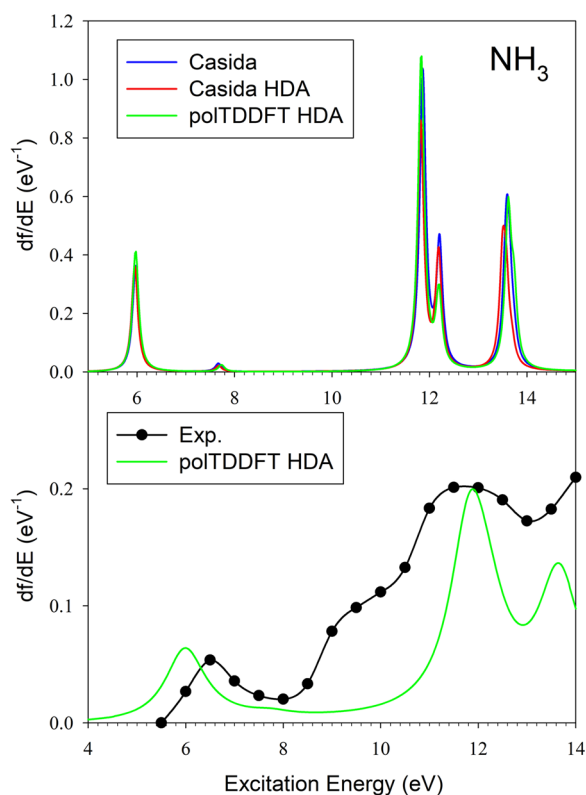 1.2
1.0
0.8
0.6
0.4
0.2
0.0
df/dE (eV⁻¹)
Casida
Casida HDA
polTDDFT HDA
NH₃
6 8 10 12 14
Exp.
polTDDFT HDA
0.2
0.1
0.0
df/dE (eV⁻¹)
4 6 8 10 12 14
Excitation Energy (eV)